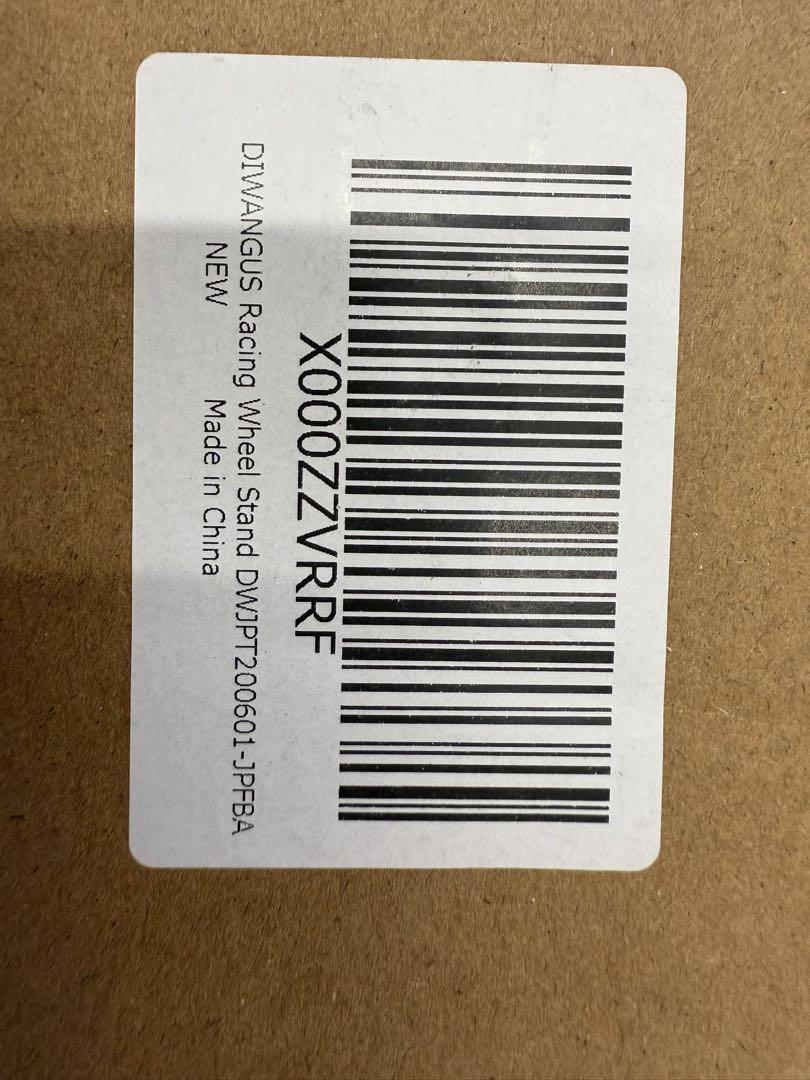 X000ZZVRRF
DIWANGUS Racing Wheel Stand DWJPT200601-JPFBA
NEW Made in China